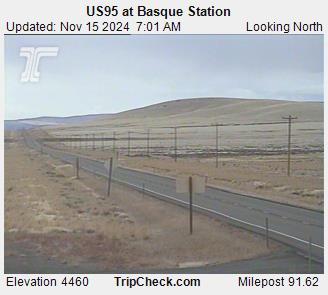 US95 at Basque Station
Updated: Nov 15 2024 7:01 AM Looking North
Elevation 4460 TripCheck.com Milepost 91.62